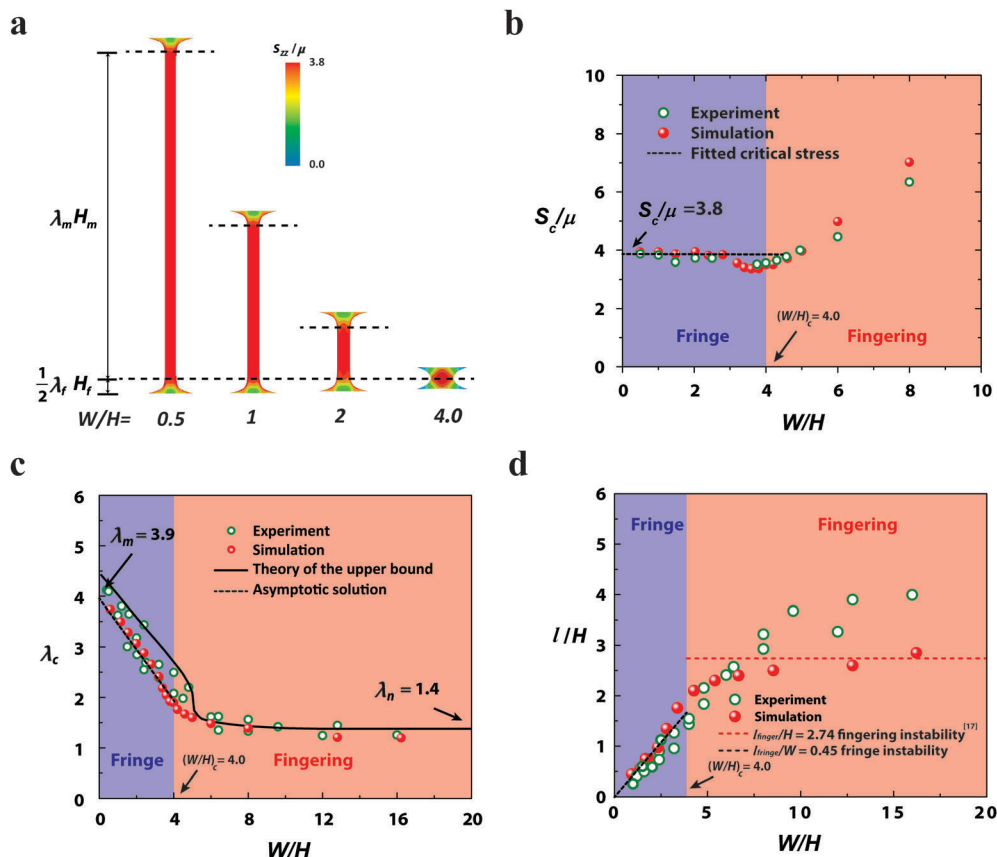 a
S_zz/μ
3.8
0.0
λ_m H_m
1/2 λ_f H_f
W/H= 0.5 1 2 4.0
b
10
8
6
4
2
0
S_c/μ
Experiment
Simulation
Fitted critical stress
S_c/μ=3.8
(W/H)_c = 4.0
Fringe
Fingering
0 2 4 6 8 10
W/H
c
6
5
4
3
2
1
0
λ_c
λ_m = 3.9
Experiment
Simulation
Theory of the upper bound
Asymptotic solution
λ_n = 1.4
Fringe
(W/H)_c = 4.0
Fingering
0 4 8 12 16 20
W/H
d
6
5
4
3
2
1
0
l/H
Fringe
Fingering
Experiment
Simulation
l_finger/H = 2.74 fingering instability[17]
l_fringe/W = 0.45 fringe instability
(W/H)_c = 4.0
0 5 10 15 20
W/H